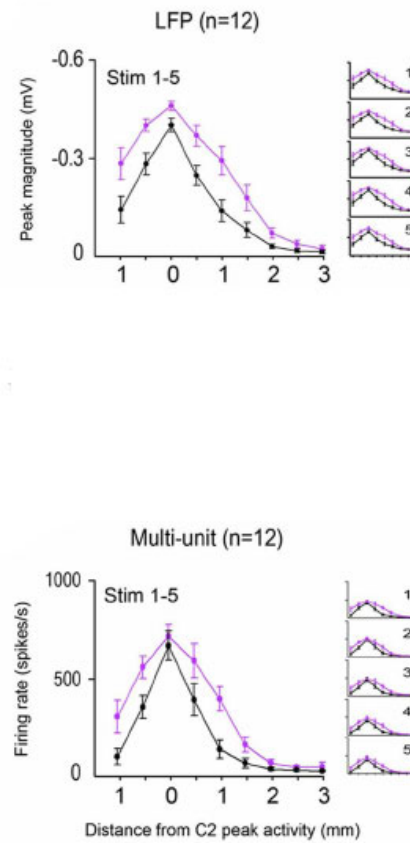 LFP (n=12)
-0.6
Stim 1-5
-0.3
0
Peak magnitude (mV)
1 0 1 2 3
1
2
3
4
5
Multi-unit (n=12)
1000
Stim 1-5
500
0
Firing rate (spikes/s)
1 0 1 2 3
1
2
3
4
5
Distance from C2 peak activity (mm)